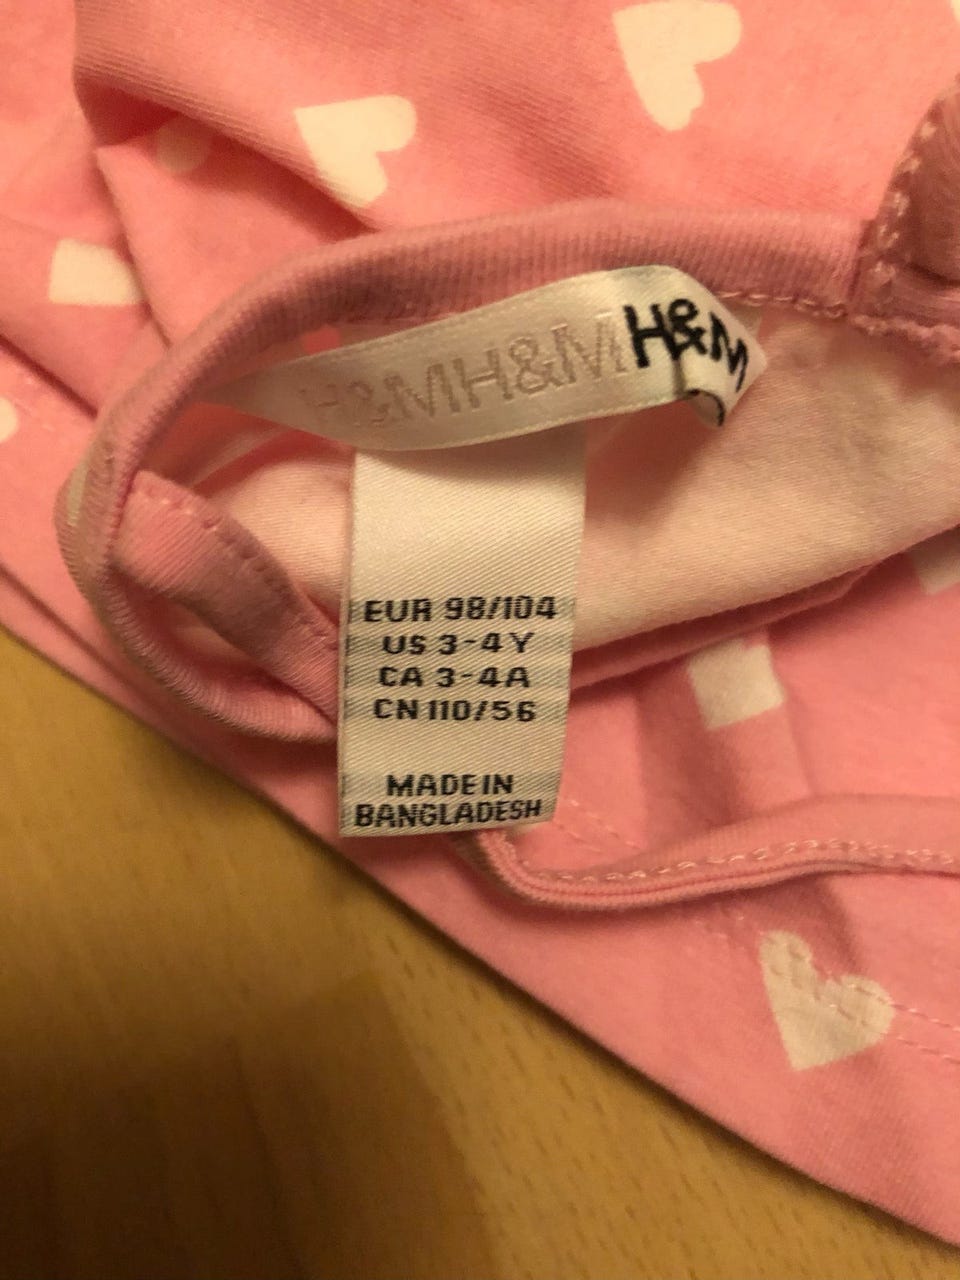 H&MH&MH&M
EUR 98/104
US 3-4Y
CA 3-4A
CN 110/56
MADE IN
BANGLADESH